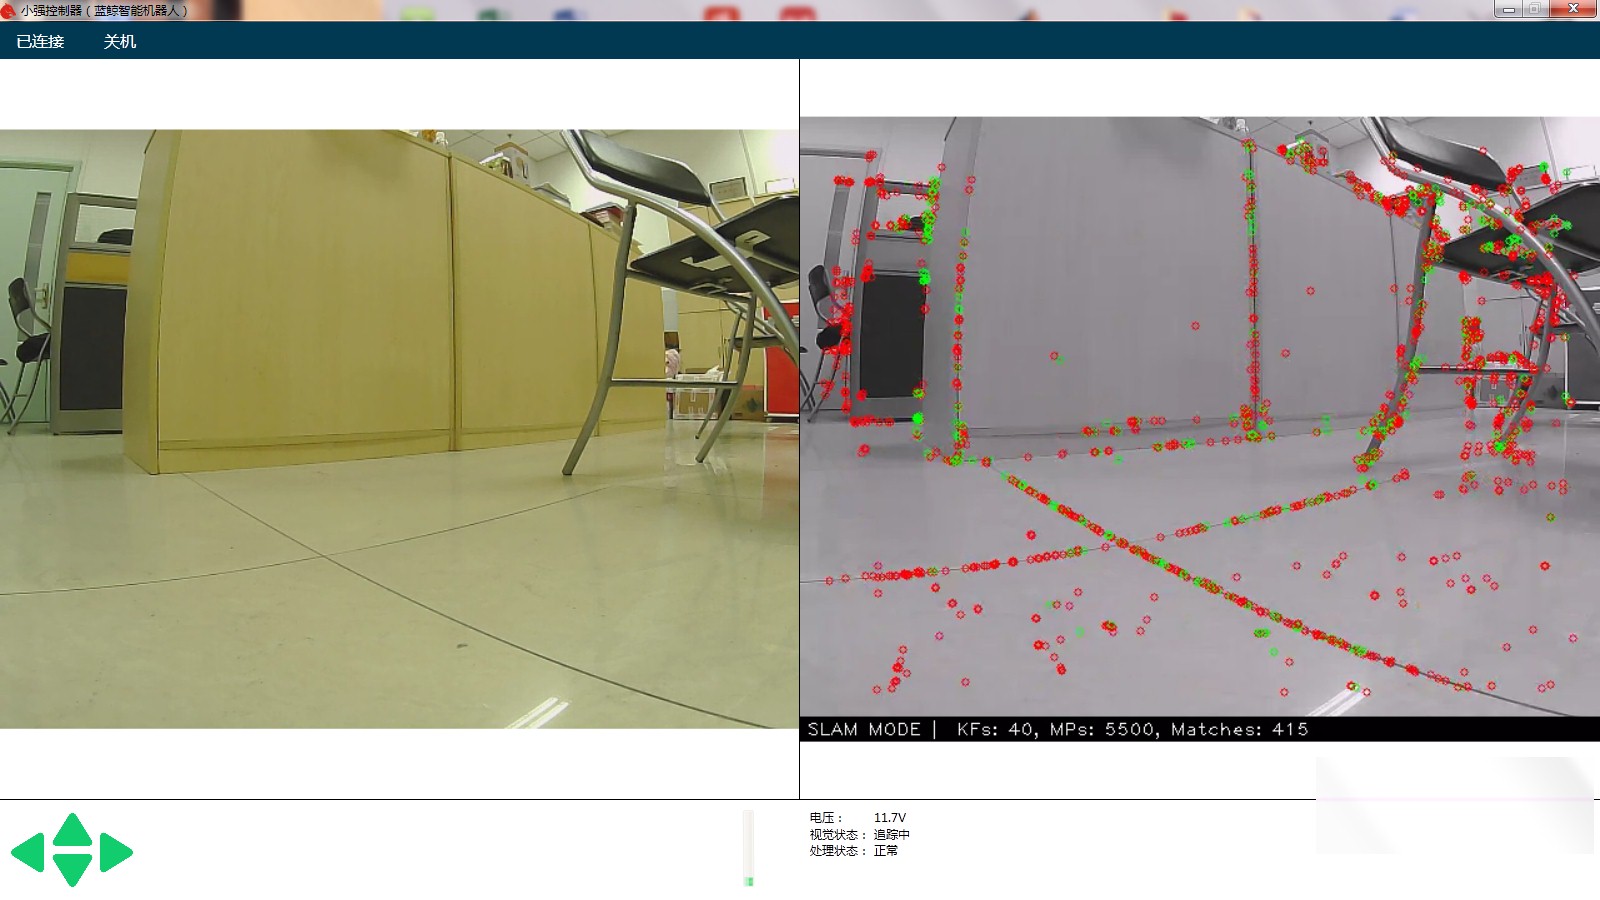 小强控制器（蓝鲸智能机器人）
已连接 关机
SLAM MODE | KFs: 40, MPs: 5500, Matches: 415
电压： 11.7V
视觉状态： 追踪中
处理状态： 正常